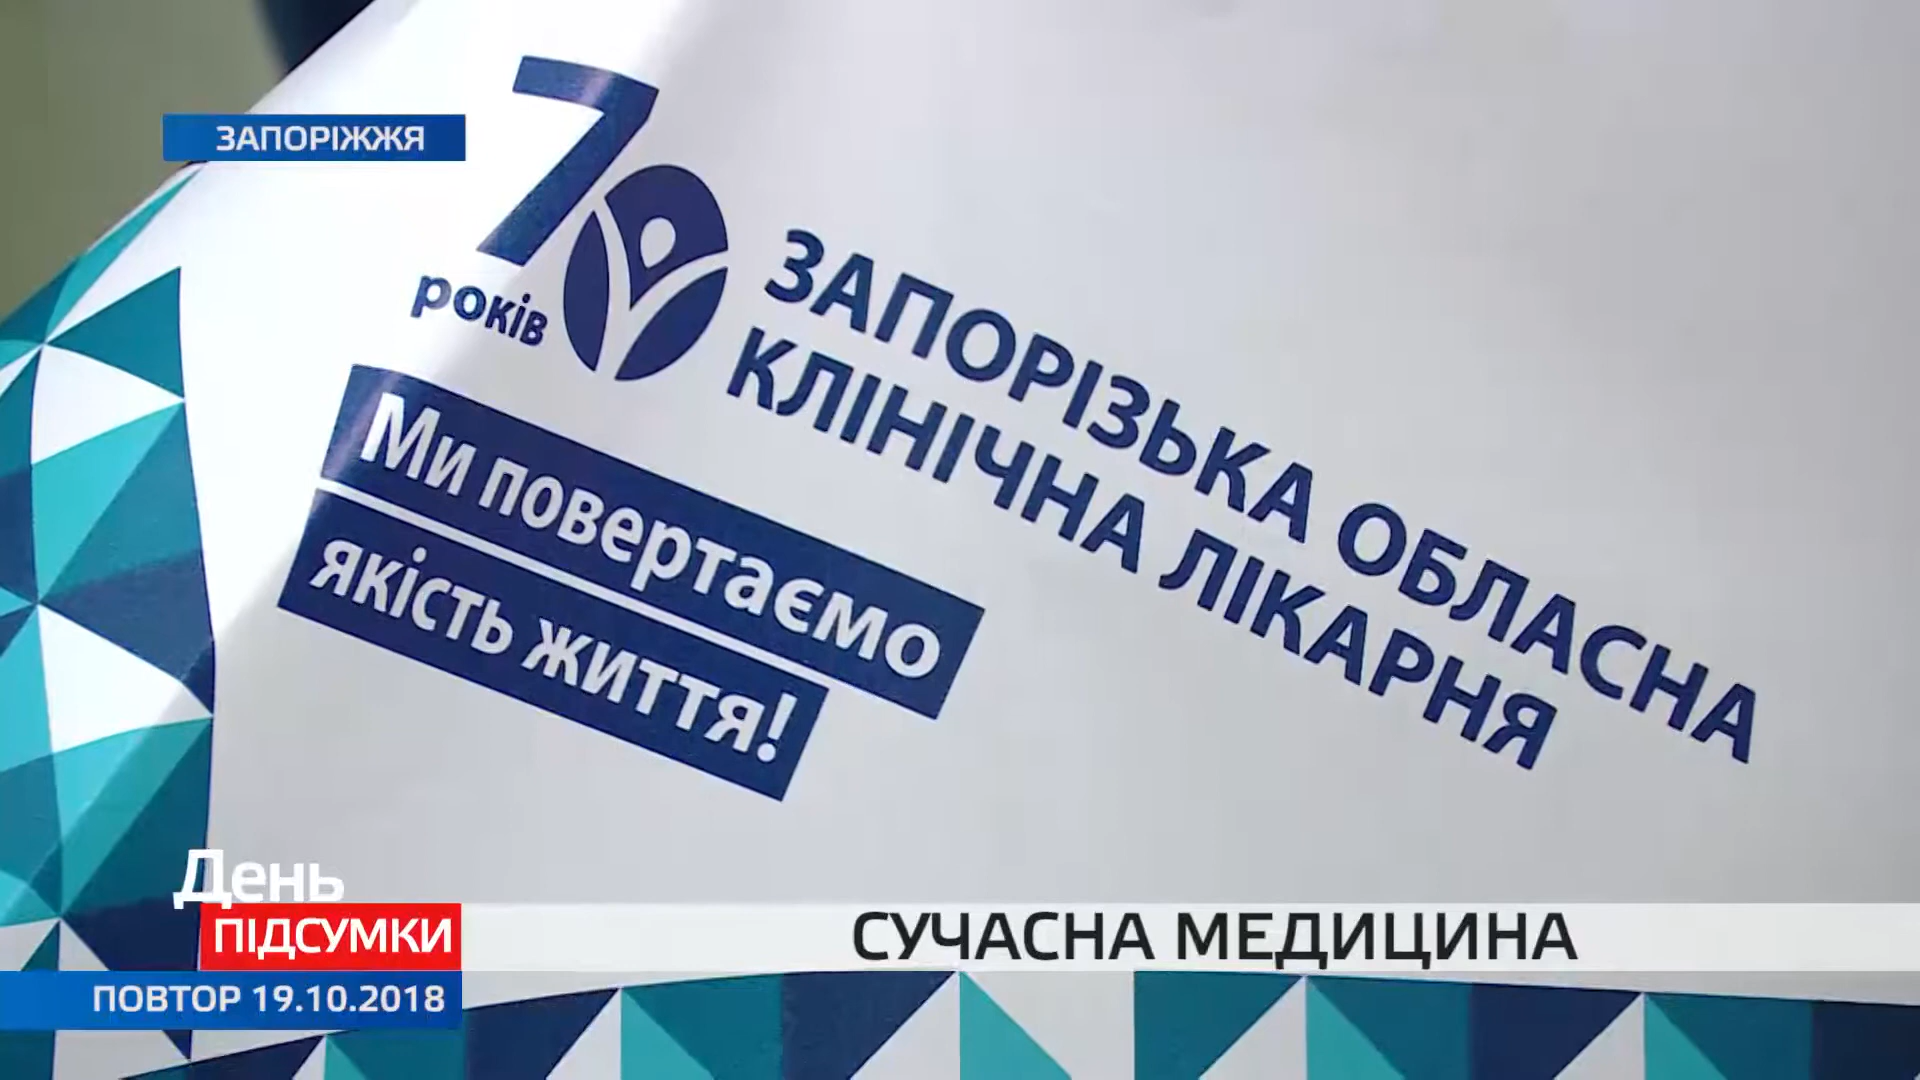 ЗАПОРІЖЖЯ
70
років
ЗАПОРІЗЬКА ОБЛАСНА
КЛІНІЧНА ЛІКАРНЯ
Ми повертаємо
якість життя!
День
ПІДСУМКИ
СУЧАСНА МЕДИЦИНА
ПОВТОР 19.10.2018